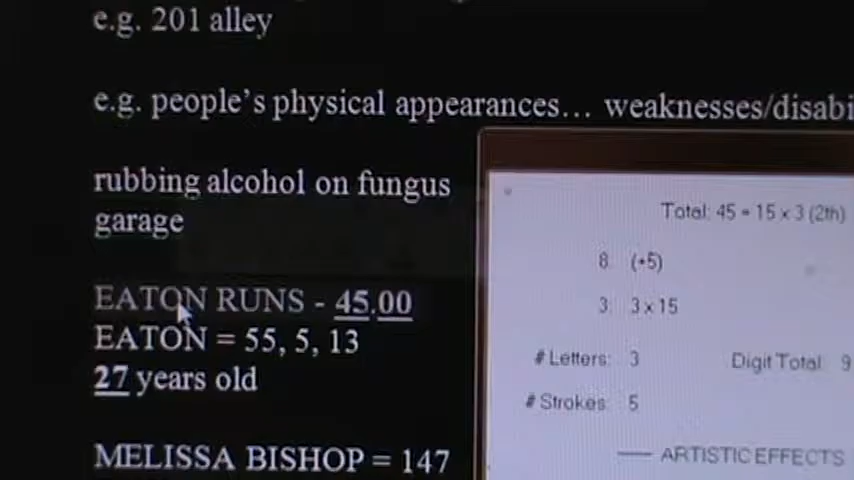 e.g. 201 alley
e.g. people's physical appearances... weaknesses/disabi
rubbing alcohol on fungus
garage
EATON RUNS - 45.00
EATON = 55, 5, 13
27 years old
MELISSA BISHOP = 147
Total: 45 = 15 x 3 (2th)
8 (+5)
3 3 x 15
# Letters: 3 Digit Total: 9
# Strokes: 5
ARTISTIC EFFECTS